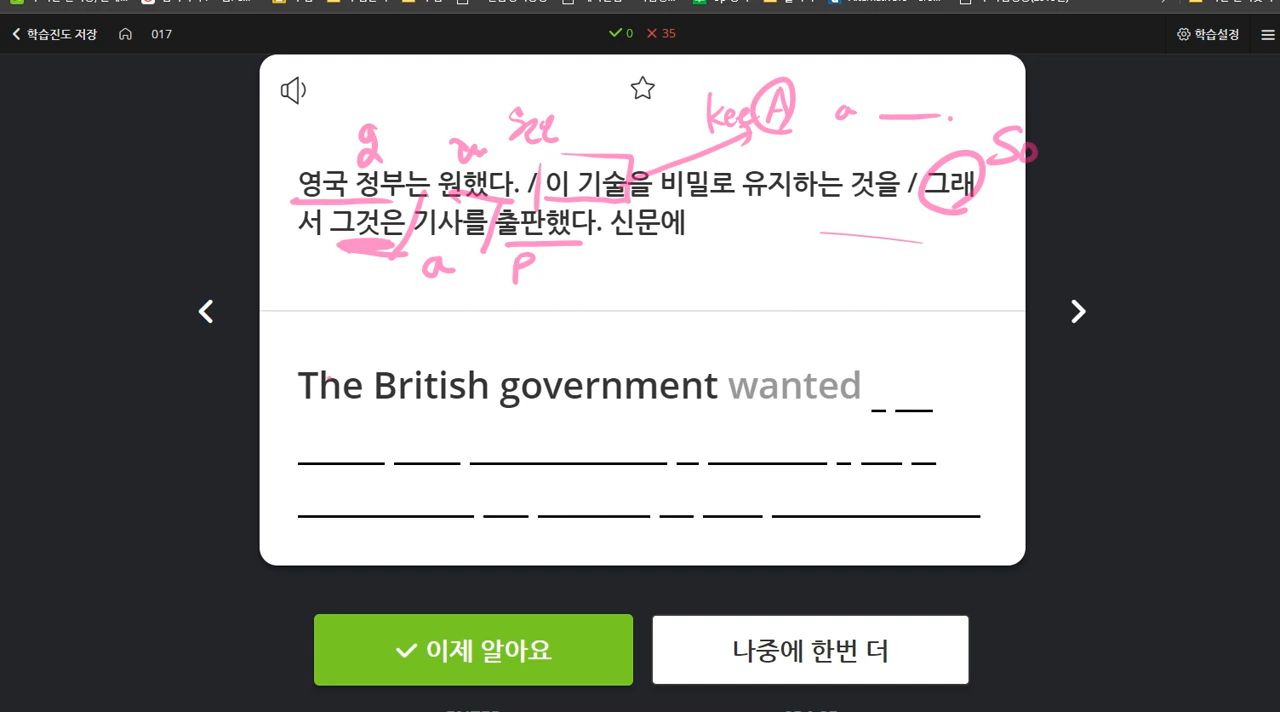 학습진도 저장 017 0 35 학습설정
kee A a
See
g
So
영국 정부는 원했다. / 이 기술을 비밀로 유지하는 것을 / 그래
서 그것은 기사를 출판했다. 신문에
a P
The British government wanted
이제 알아요 나중에 한번 더